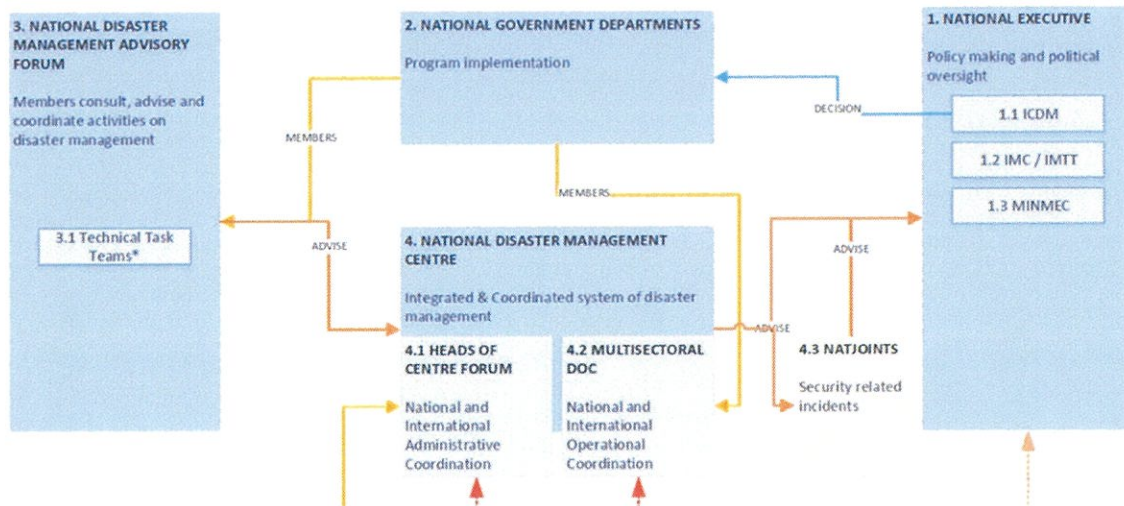 3. NATIONAL DISASTER
MANAGEMENT ADVISORY
FORUM
Members consult, advise and
coordinate activities on
disaster management
3.1 Technical Task
Teams*
2. NATIONAL GOVERNMENT DEPARTMENTS
Program implementation
1. NATIONAL EXECUTIVE
Policy making and political
oversight
1.1 ICDM
1.2 IMC / IMTT
1.3 MINMEC
DECISION
MEMBERS
MEMBERS
ADVISE
4. NATIONAL DISASTER MANAGEMENT
CENTRE
Integrated & Coordinated system of disaster
management
4.1 HEADS OF
CENTRE FORUM
National and
International
Administrative
Coordination
4.2 MULTISECTORAL
DOC
National and
International
Operational
Coordination
ADVISE
ADVISE
4.3 NATJOINTS
Security related
incidents